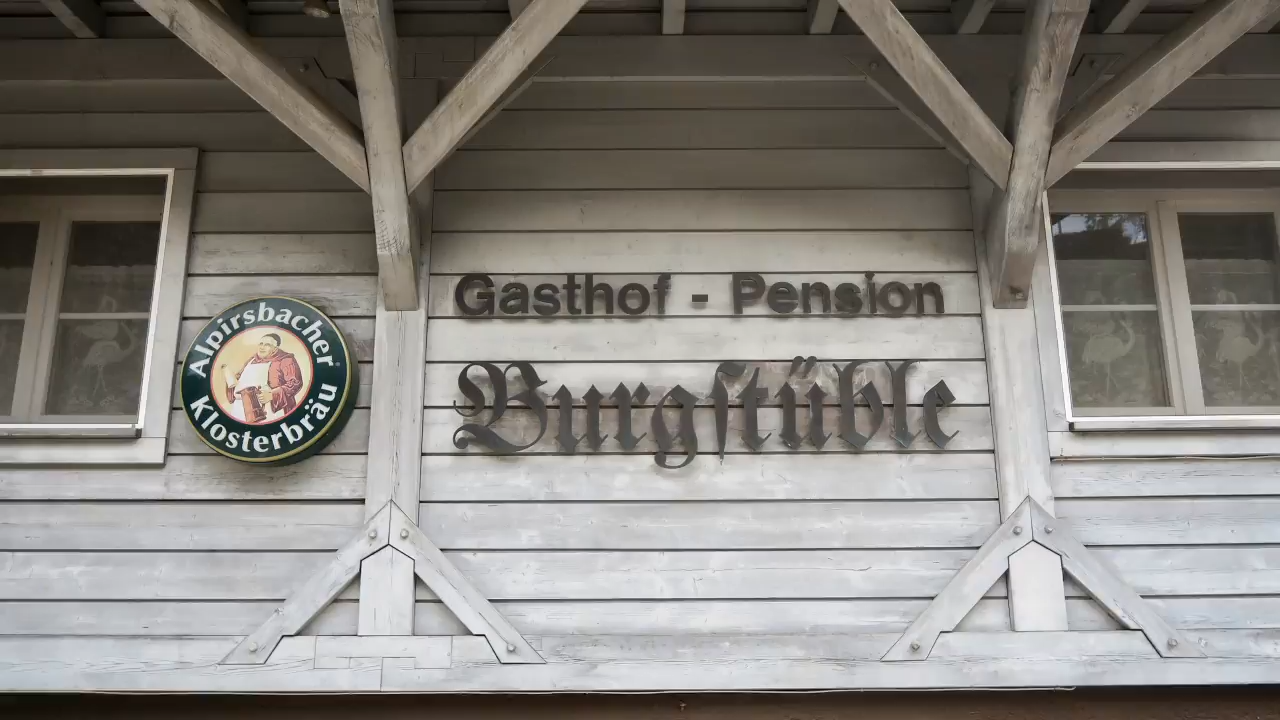 Alpirsbacher
Klosterbräu
Gasthof - Pension
Burgstüble